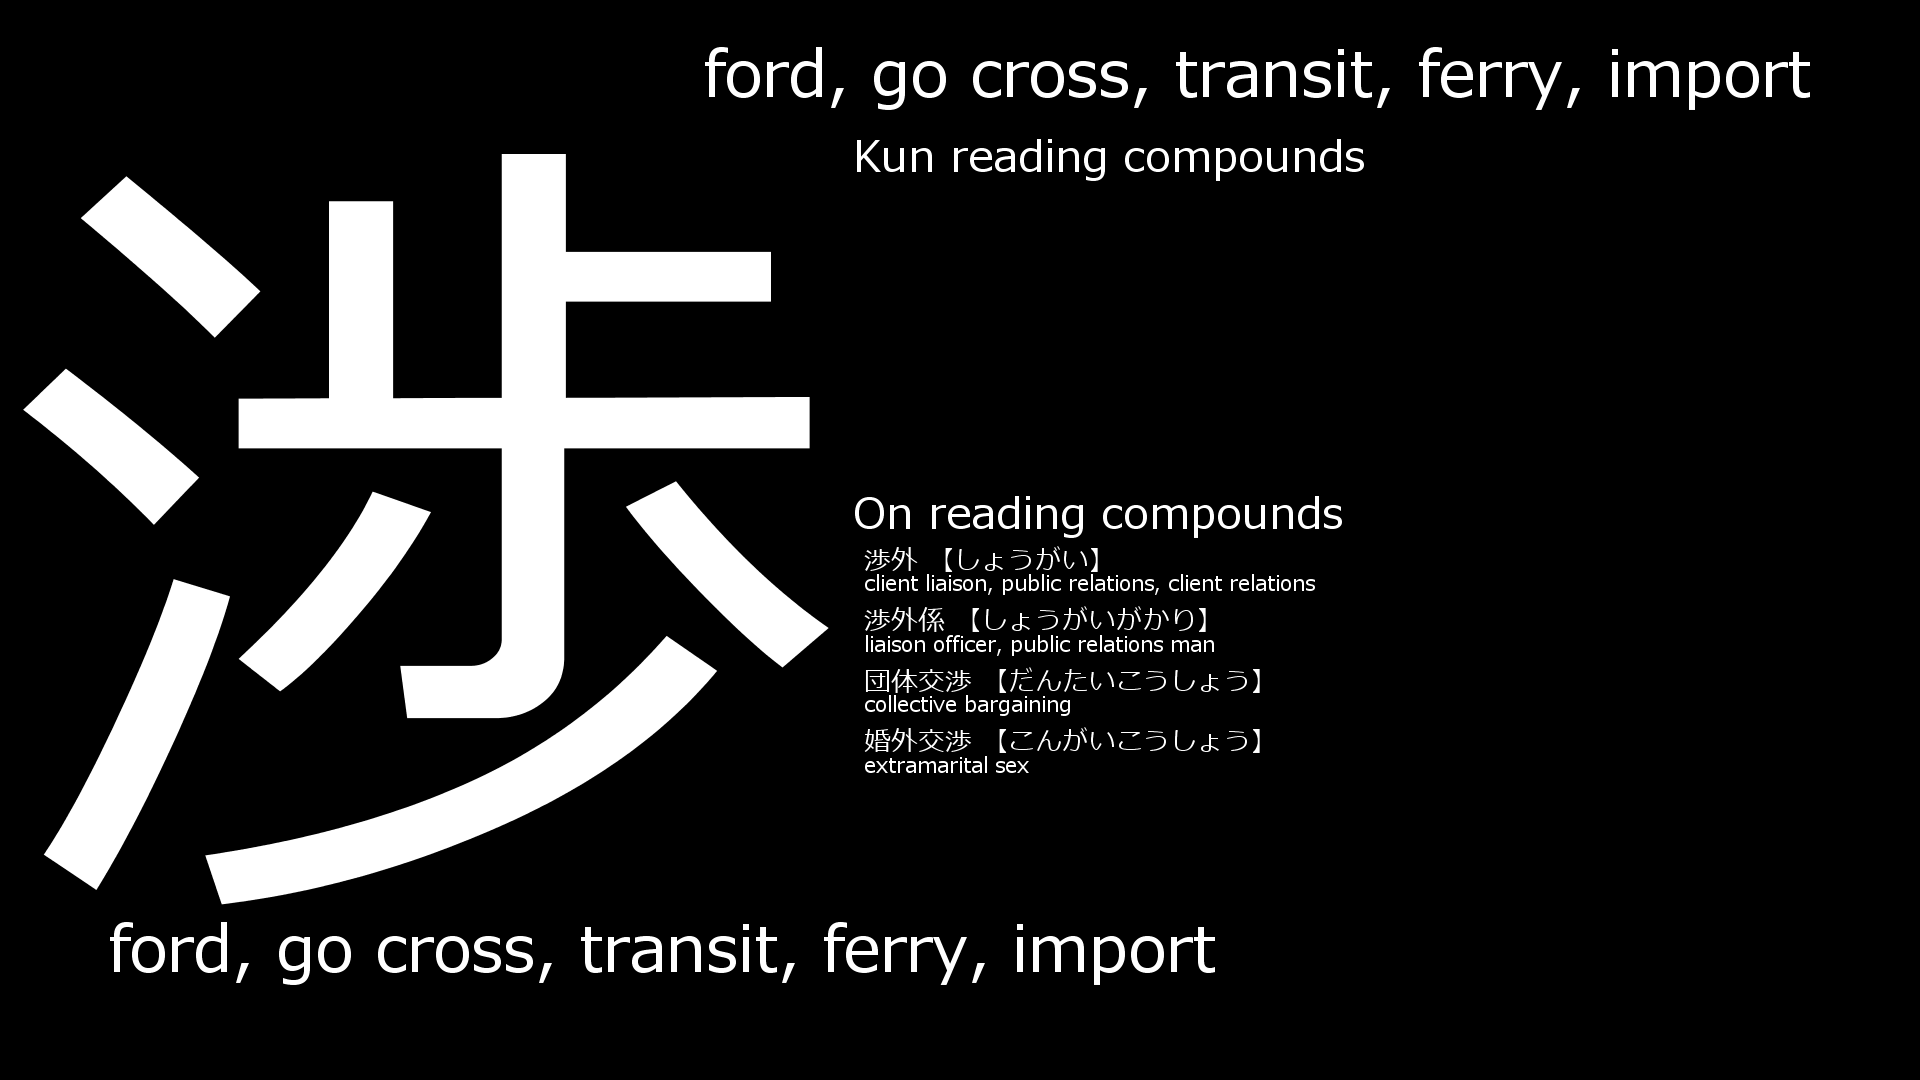 ford, go cross, transit, ferry, import
Kun reading compounds
渉
On reading compounds
渉外 【しょうがい】
client liaison, public relations, client relations
渉外係 【しょうがいがかり】
liaison officer, public relations man
団体交渉 【だんたいこうしょう】
collective bargaining
婚外交渉 【こんがいこうしょう】
extramarital sex
ford, go cross, transit, ferry, import